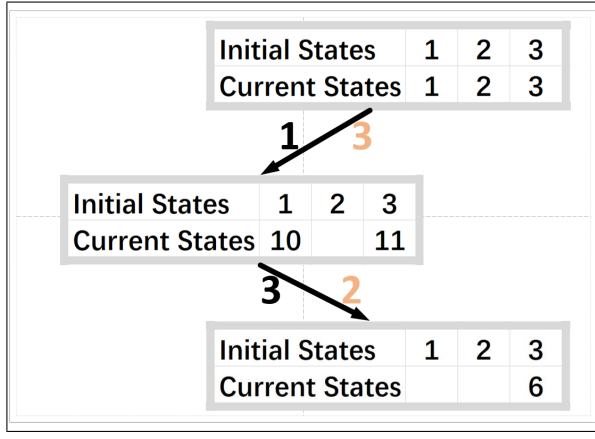 Initial States 1 2 3
Current States 1 2 3
1 3
Initial States 1 2 3
Current States 10 11
3 2
Initial States 1 2 3
Current States 6